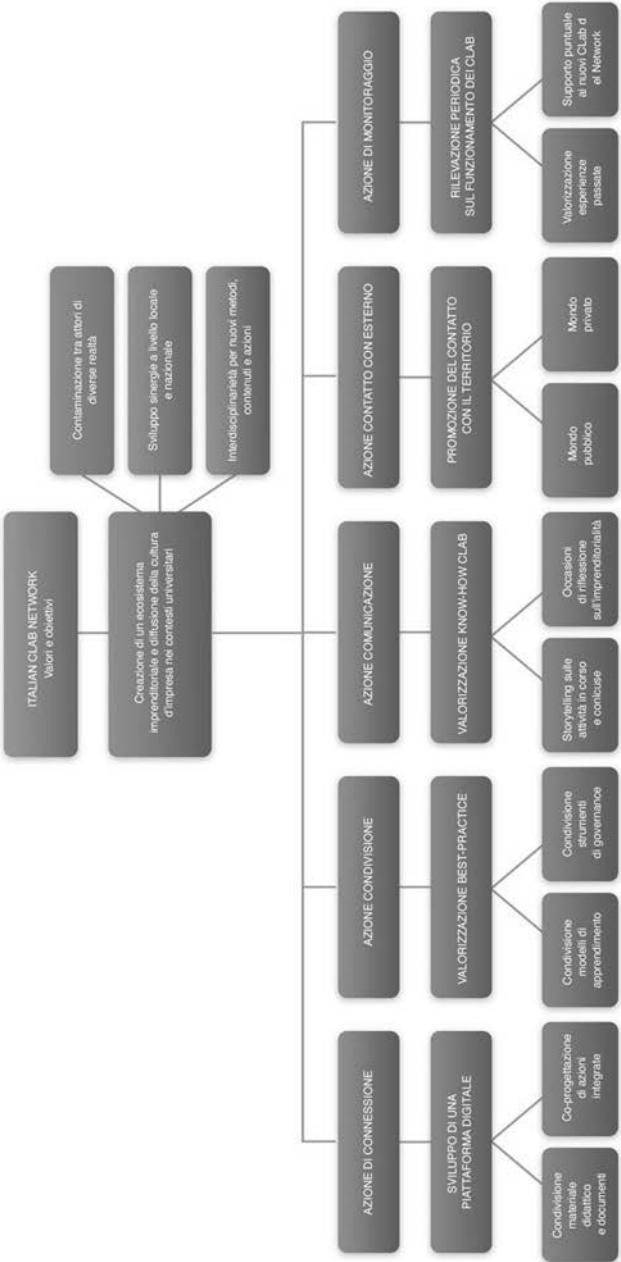 ITALIAN CLAB NETWORK
Valori e obiettivi
Creazione di un ecosistema
imprenditoriale e diffusione della cultura
d'impresa nei contesti universitari
Contaminazione tra attori di
diverse realtà
Sviluppo sinergie a livello locale
e nazionale
Interdisciplinarietà per nuovi metodi,
contenuti e azioni
AZIONE DI CONNESSIONE
SVILUPPO DI UNA
PIATTAFORMA DIGITALE
Condivisione
materiale
didattico
e documenti
Co-progettazione
di azioni
integrate
AZIONE CONDIVISIONE
VALORIZZAZIONE BEST-PRACTICE
Condivisione
modelli di
apprendimento
Condivisione
strumenti
di governance
AZIONE COMUNICAZIONE
VALORIZZAZIONE KNOW-HOW CLAB
Storytelling sulle
attività in corso
e conlcuse
Occasioni
di riflessione
sull'imprenditorialità
AZIONE CONTATTO CON ESTERNO
PROMOZIONE DEL CONTATTO
CON IL TERRITORIO
Mondo
pubblico
Mondo
privato
AZIONE DI MONITORAGGIO
RILEVAZIONE PERIODICA
SUL FUNZIONAMENTO DEI CLAB
Valorizzazione
esperienze
passate
Supporto puntuale
ai nuovi CLab d
el Network